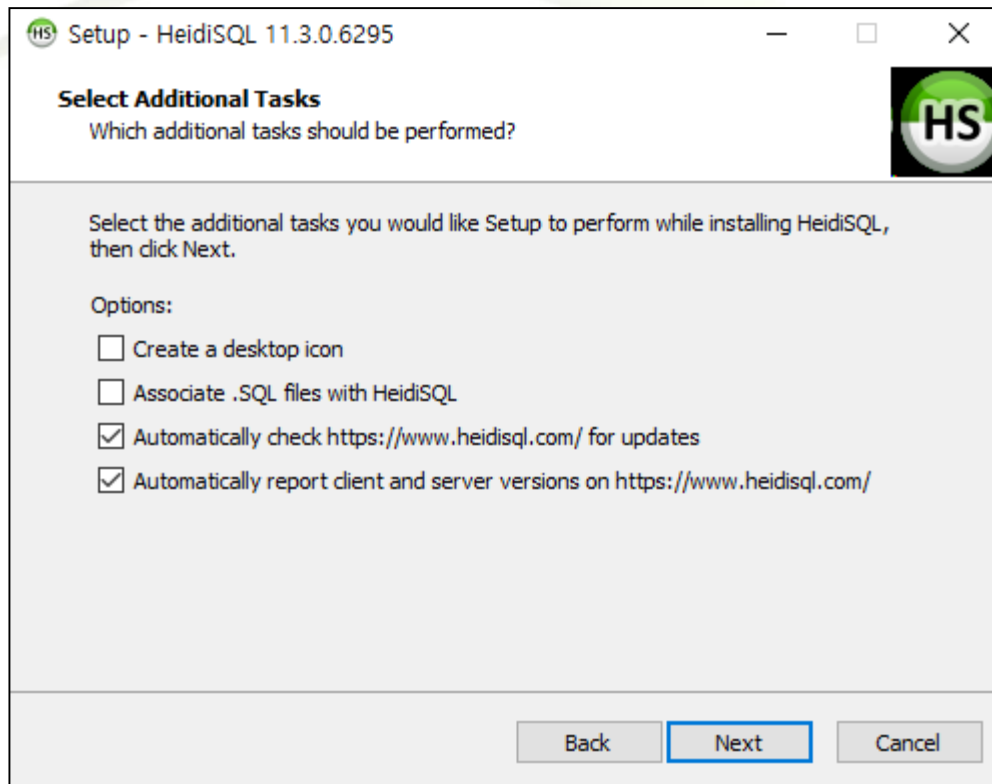 HS Setup - HeidiSQL 11.3.0.6295
Select Additional Tasks
Which additional tasks should be performed?
HS
Select the additional tasks you would like Setup to perform while installing HeidiSQL,
then click Next.
Options:
Create a desktop icon
Associate .SQL files with HeidiSQL
Automatically check https://www.heidisql.com/ for updates
Automatically report client and server versions on https://www.heidisql.com/
Back Next Cancel